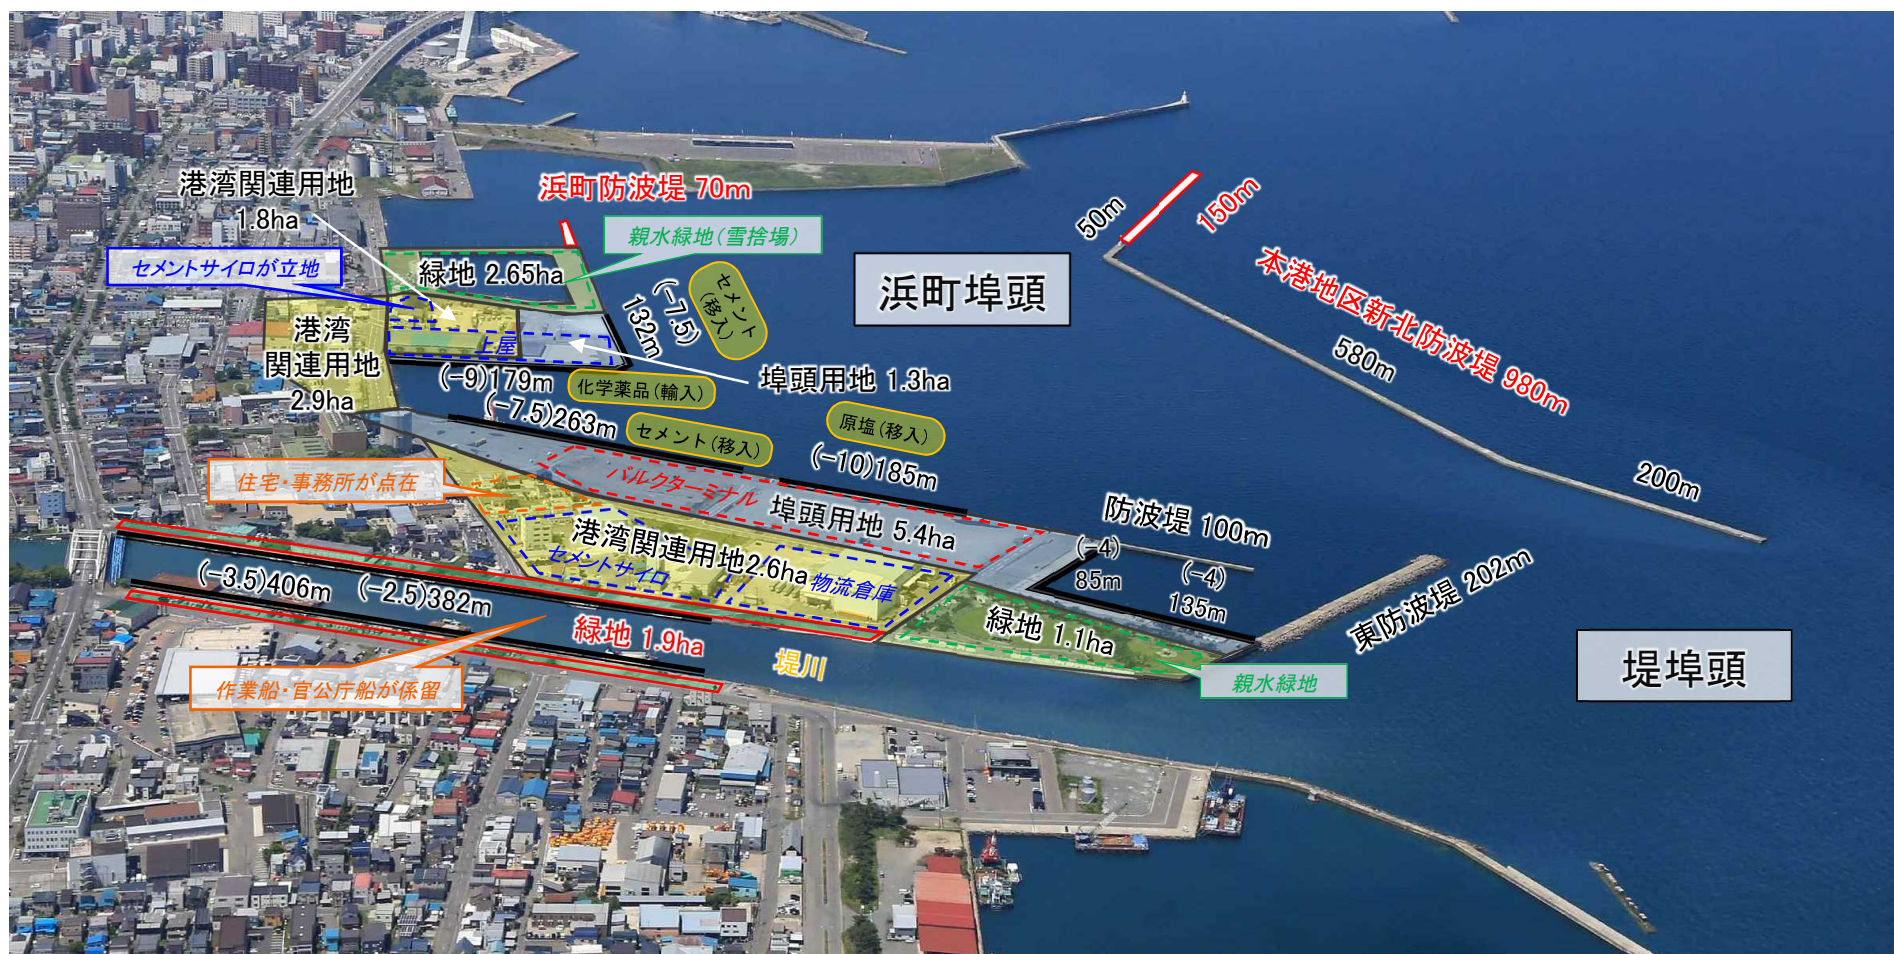 港湾関連用地
1.8ha
浜町防波堤 70m
親水緑地(雪捨場)
セメントサイロが立地
緑地 2.65ha
(-7.5)
132m
セメント
(移入)
浜町埠頭
50m
150m
本港地区新北防波堤 980m
580m
200m
港湾
関連用地
2.9ha
上屋
埠頭用地 1.3ha
(-9)179m
化学薬品(輸入)
(-7.5)263m
セメント(移入)
原塩(移入)
(-10)185m
住宅・事務所が点在
バルクターミナル
埠頭用地 5.4ha
防波堤 100m
(-4)
85m
(-4)
135m
東防波堤 202m
港湾関連用地2.6ha
セメントサイロ
物流倉庫
(-3.5)406m
(-2.5)382m
緑地 1.9ha
緑地 1.1ha
堤川
親水緑地
作業船・官公庁船が係留
堤埠頭